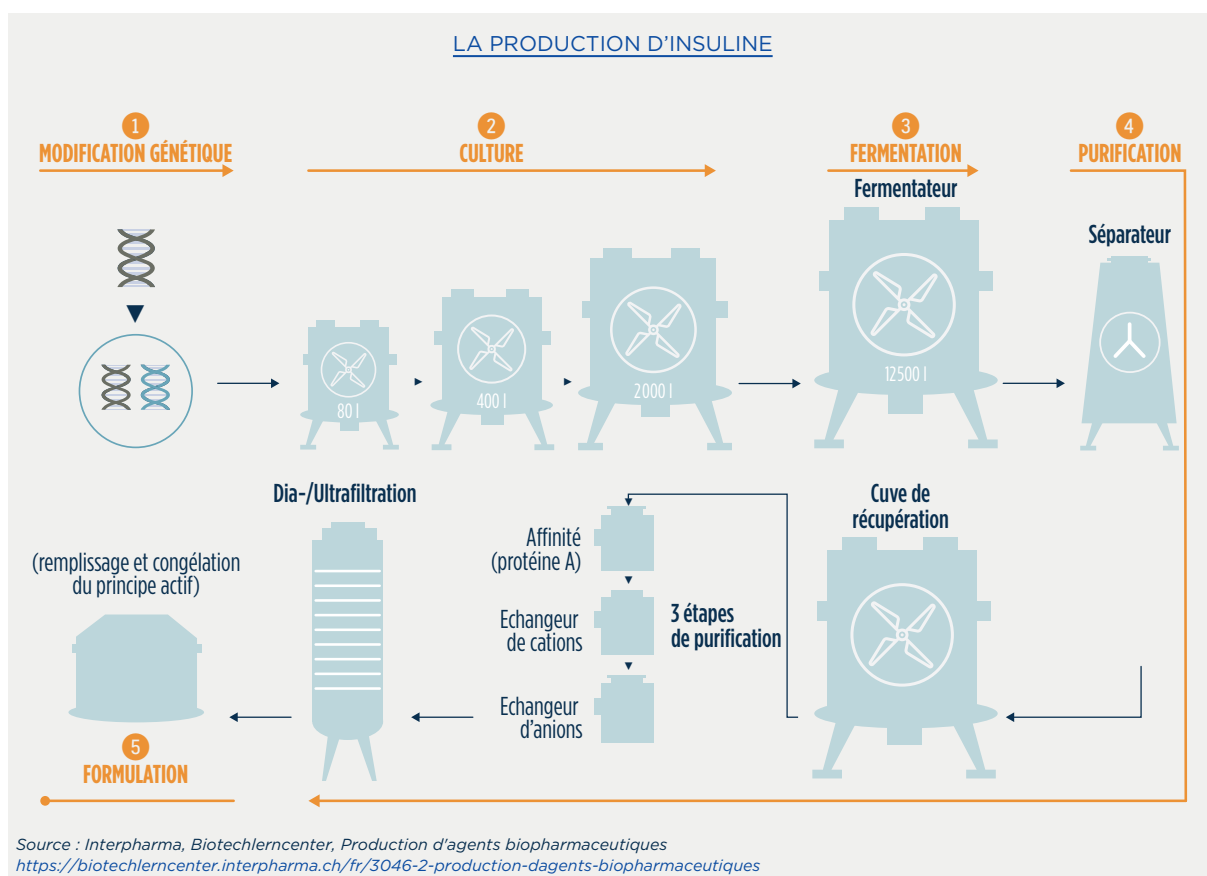 LA PRODUCTION D'INSULINE
1
MODIFICATION GÉNÉTIQUE
2
CULTURE
3
FERMENTATION
4
PURIFICATION
Fermentateur
Séparateur
80 l
400 l
2000 l
12500 l
Dia-/Ultrafiltration
(remplissage et congélation
du principe actif)
Affinité
(protéine A)
Echangeur
de cations
Echangeur
d'anions
3 étapes
de purification
Cuve de
récupération
5
FORMULATION
Source : Interpharma, Biotechlerncenter, Production d'agents biopharmaceutiques
https://biotechlerncenter.interpharma.ch/fr/3046-2-production-dagents-biopharmaceutiques